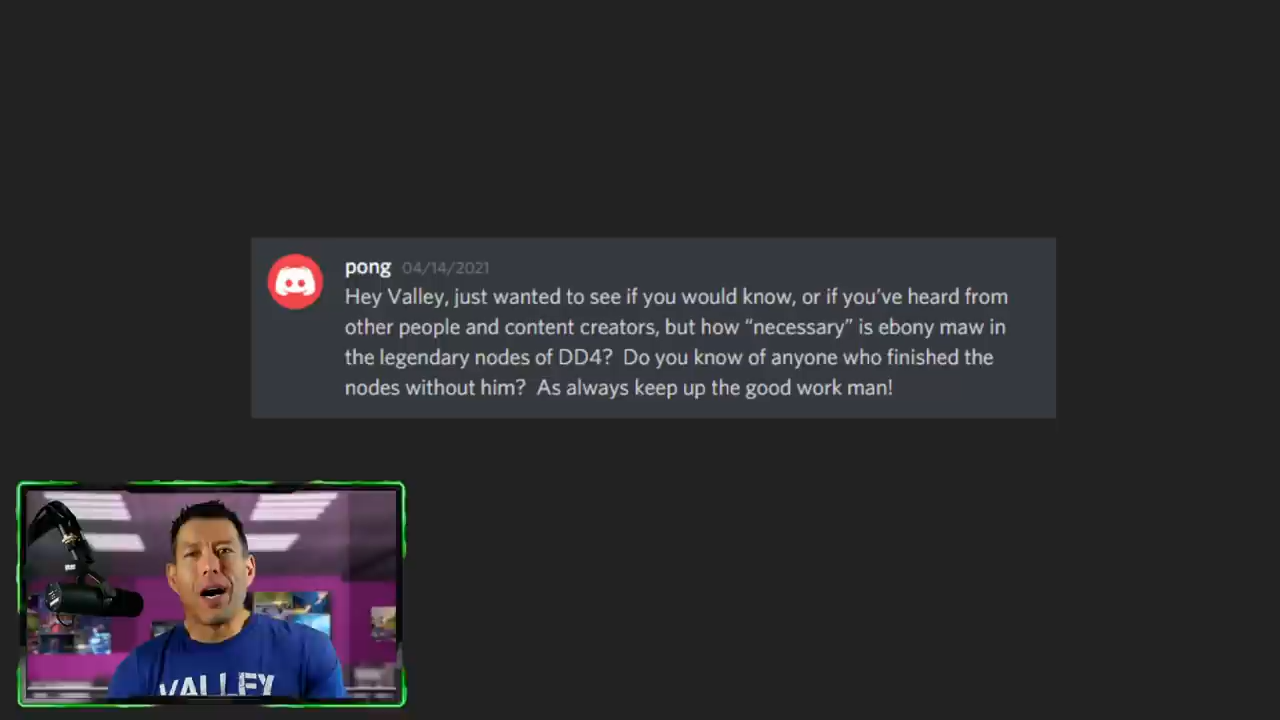 pong 04/14/2021
Hey Valley, just wanted to see if you would know, or if you've heard from
other people and content creators, but how “necessary” is ebony maw in
the legendary nodes of DD4?  Do you know of anyone who finished the
nodes without him?  As always keep up the good work man!
VALLEY